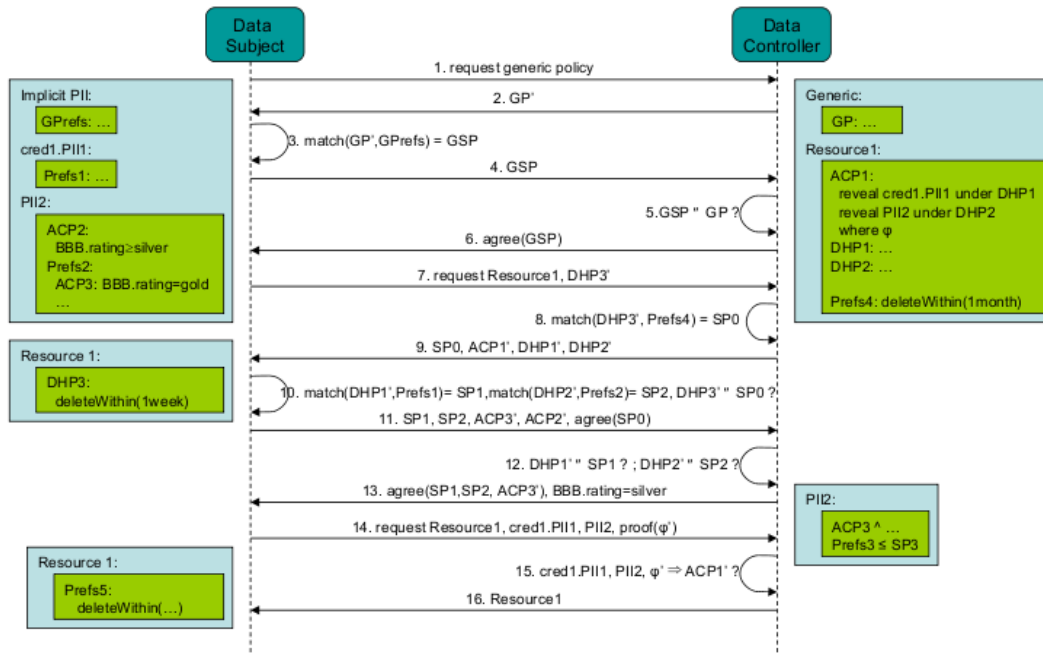 Data
Subject
Data
Controller
1. request generic policy
2. GP'
3. match(GP',GPrefs) = GSP
4. GSP
5.GSP " GP ?
6. agree(GSP)
7. request Resource1, DHP3'
8. match(DHP3', Prefs4) = SP0
9. SP0, ACP1', DHP1', DHP2'
10. match(DHP1',Prefs1)= SP1,match(DHP2',Prefs2)= SP2, DHP3' " SP0 ?
11. SP1, SP2, ACP3', ACP2', agree(SP0)
12. DHP1' " SP1 ? ; DHP2' " SP2 ?
13. agree(SP1,SP2, ACP3'), BBB.rating=silver
14. request Resource1, cred1.PII1, PII2, proof(φ')
15. cred1.PII1, PII2, φ' ⇒ ACP1' ?
16. Resource1
Implicit PII:
GPrefs: ...
cred1.PII1:
Prefs1: ...
PII2:
ACP2:
BBB.rating≥silver
Prefs2:
ACP3: BBB.rating=gold
...
Resource 1:
DHP3:
deleteWithin(1week)
Resource 1:
Prefs5:
deleteWithin(...)
Generic:
GP: ...
Resource1:
ACP1:
reveal cred1.PII1 under DHP1
reveal PII2 under DHP2
where φ
DHP1: ...
DHP2: ...
Prefs4: deleteWithin(1month)
PII2:
ACP3 ^ ...
Prefs3 ≤ SP3